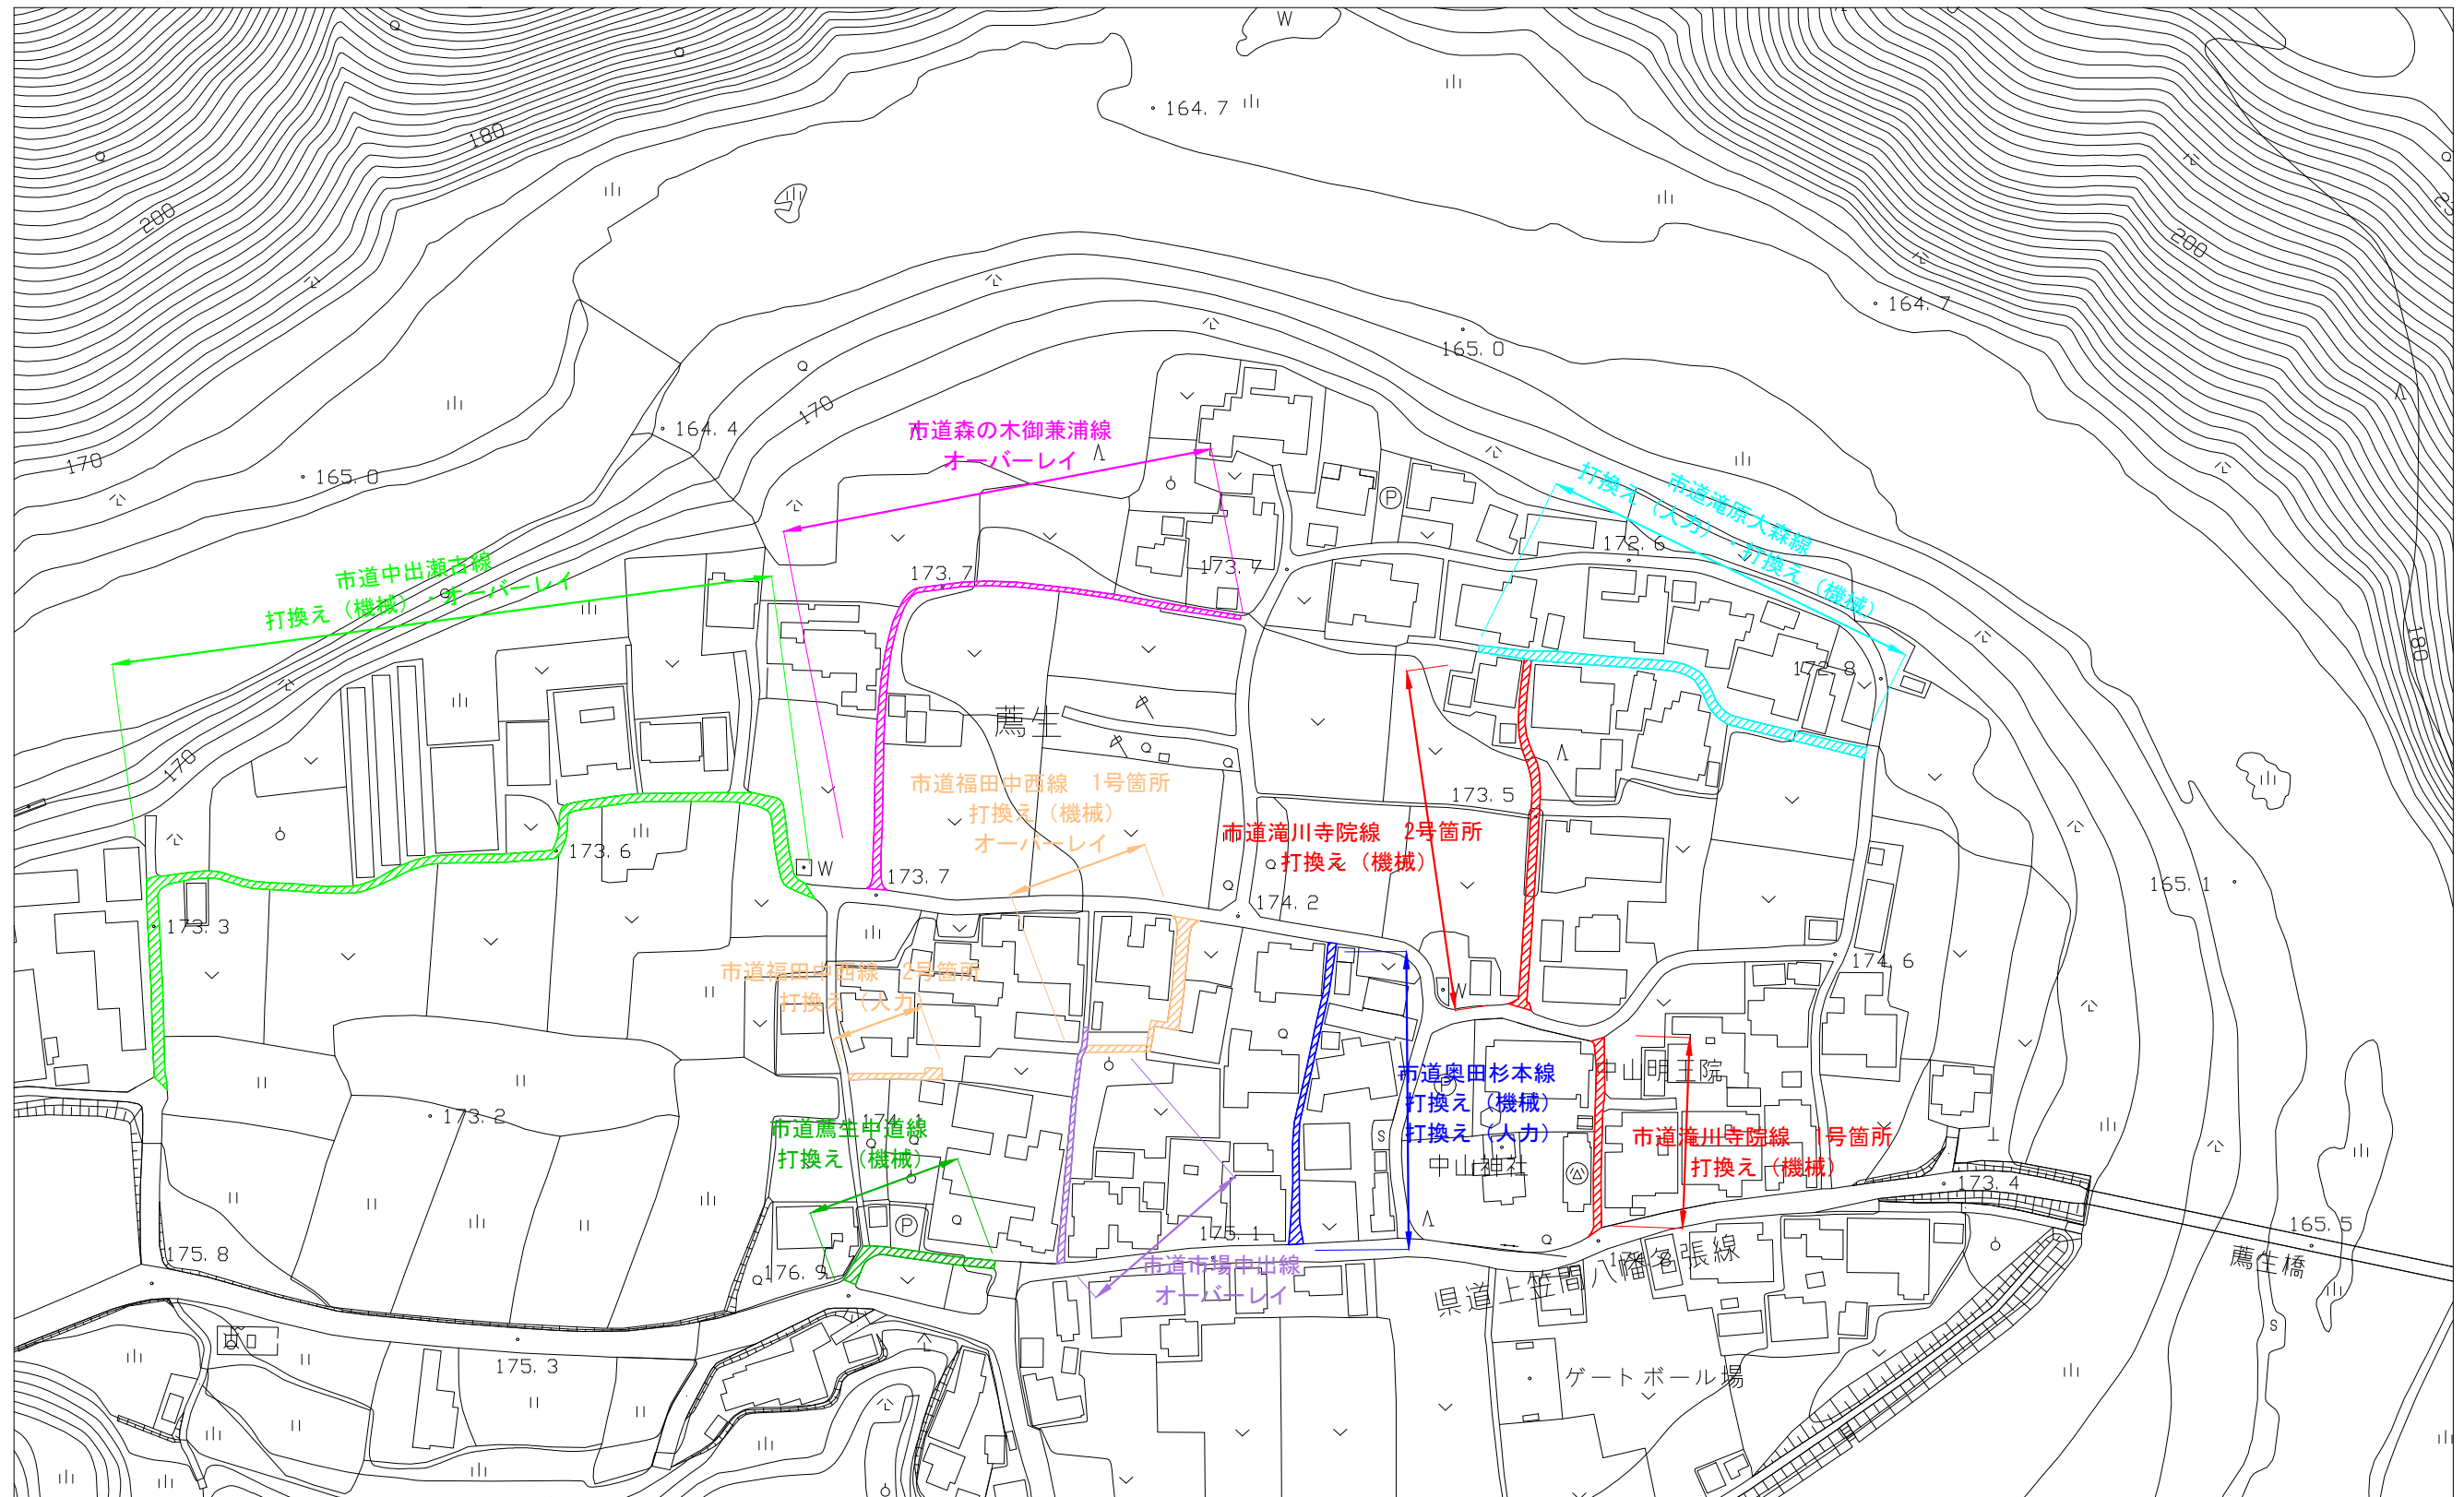 W
164.7
180
200
200
164.7
165.0
170
164.4
市道森の木御兼浦線
オーバーレイ
170
165.0
市道滝原大森線
打換え（人力）・打換え（機械）
172.6
市道中出瀬古線
打換え（機械）・オーバーレイ
173.7
173.7
P
180
172.8
薦生
170
市道福田中西線　1号箇所
打換え（機械）
オーバーレイ
173.5
市道滝川寺院線　2号箇所
打換え（機械）
173.6
W
173.7
174.2
165.1
173.3
市道福田中西線　2号箇所
打換え（人力）
W
174.6
173.2
174.1
市道薦生中道線
打換え（機械）
市道奥田杉本線
打換え（機械）
打換え（人力）
P
中山明王院
市道滝川寺院線　1号箇所
打換え（機械）
S
中山神社
173.4
P
175.1
165.5
175.8
176.9
市道市場中出線
オーバーレイ
県道上笠間八幡名張線
薦生橋
S
175.3
ゲートボール場